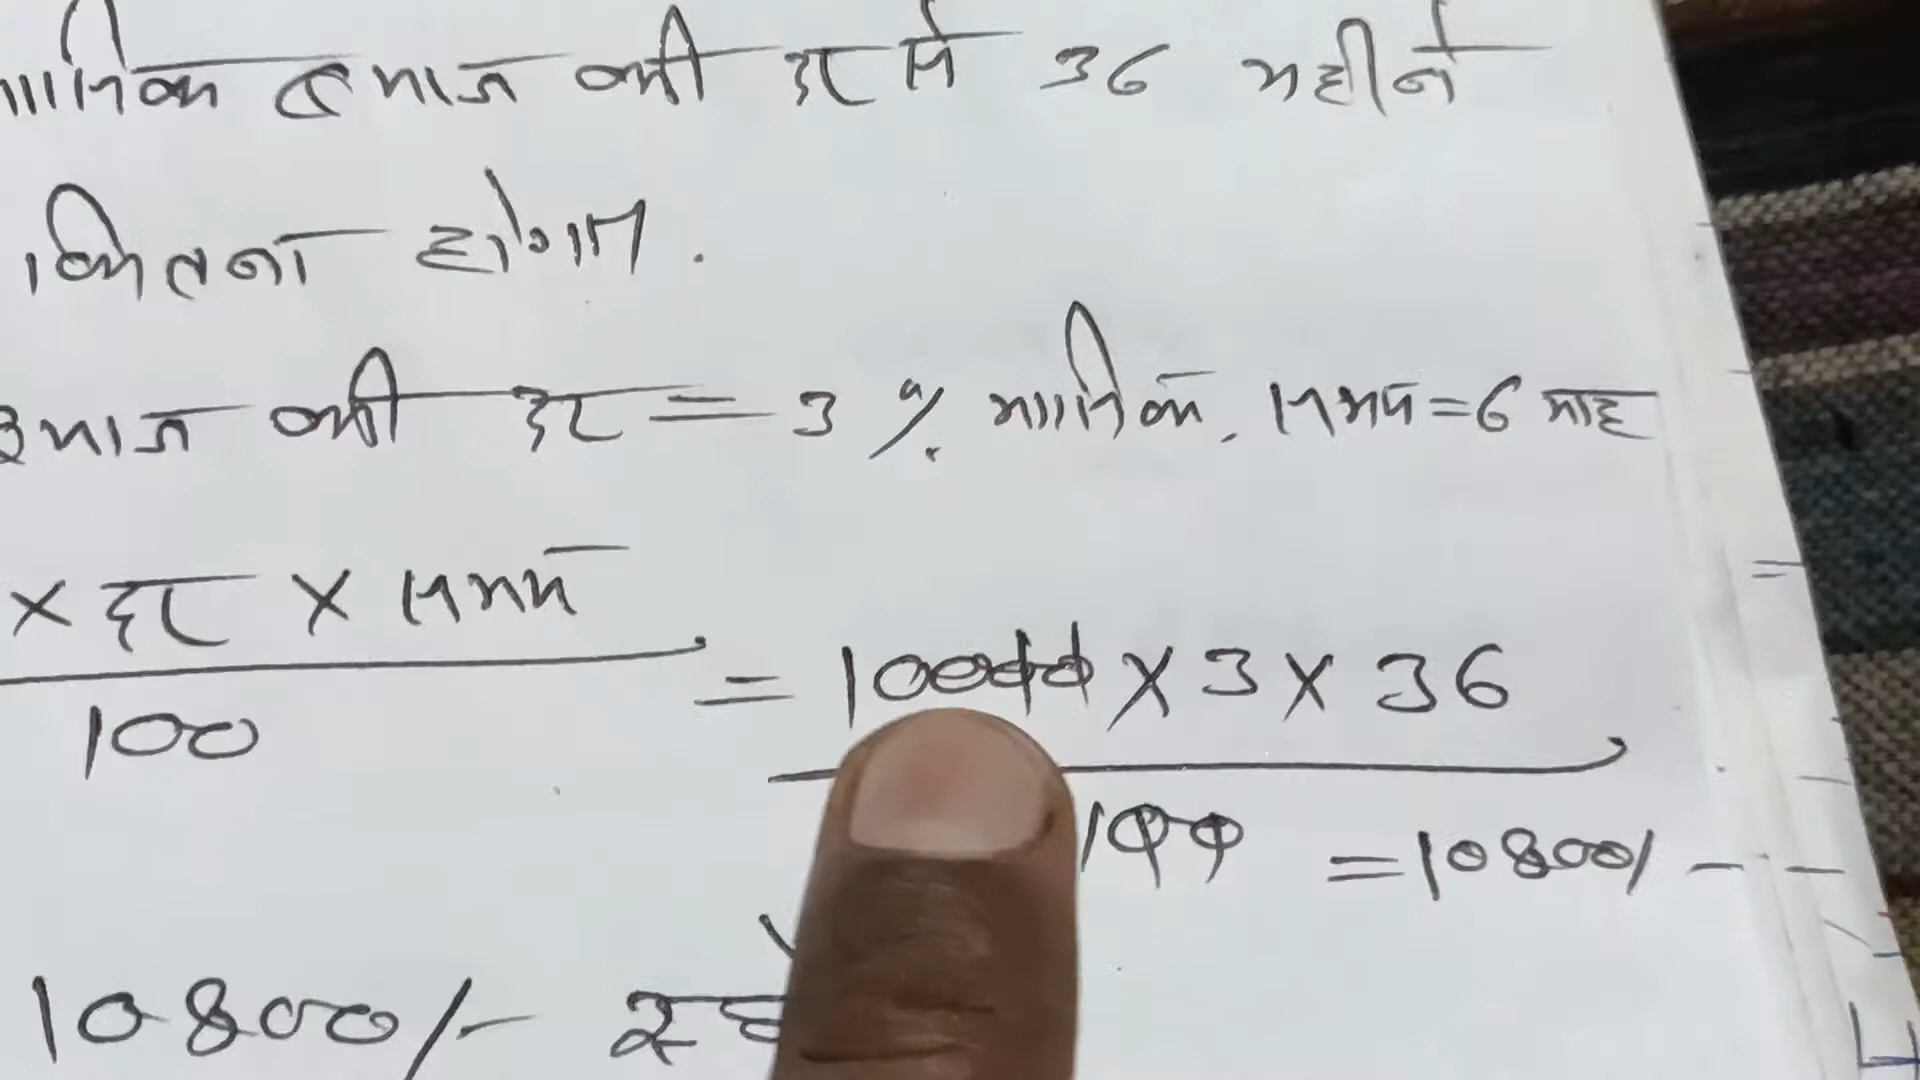 मासिक ब्याज की दर से 36 महीने
कितना होगा.
ब्याज की दर = 3 % मासिक, समय = 6 माह
× दर × समय / 100 = 10000 × 3 × 36 / 100 = 10800/-
10800/-